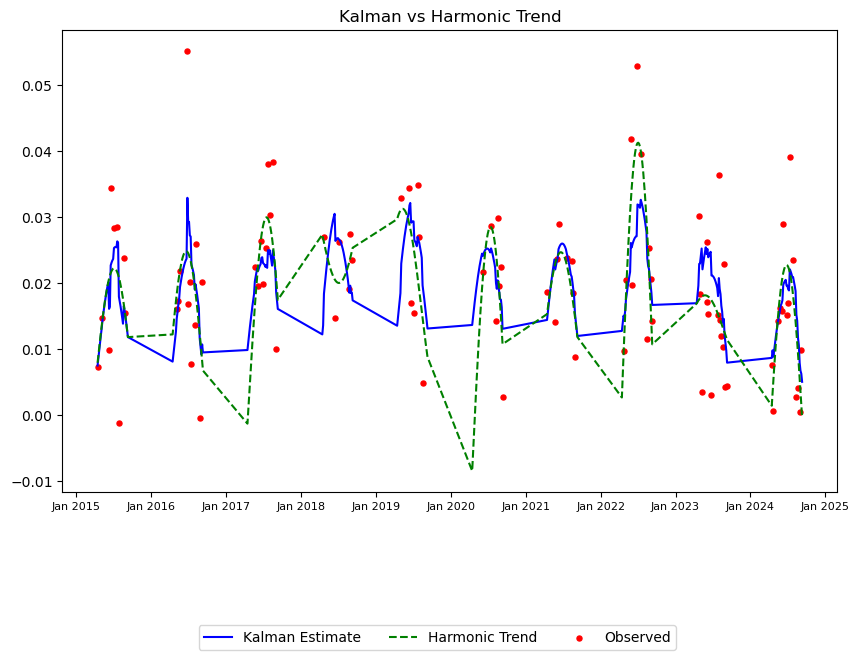 Kalman vs Harmonic Trend
0.05
0.04
0.03
0.02
0.01
0.00
−0.01
Jan 2015 Jan 2016 Jan 2017 Jan 2018 Jan 2019 Jan 2020 Jan 2021 Jan 2022 Jan 2023 Jan 2024 Jan 2025
Kalman Estimate Harmonic Trend Observed